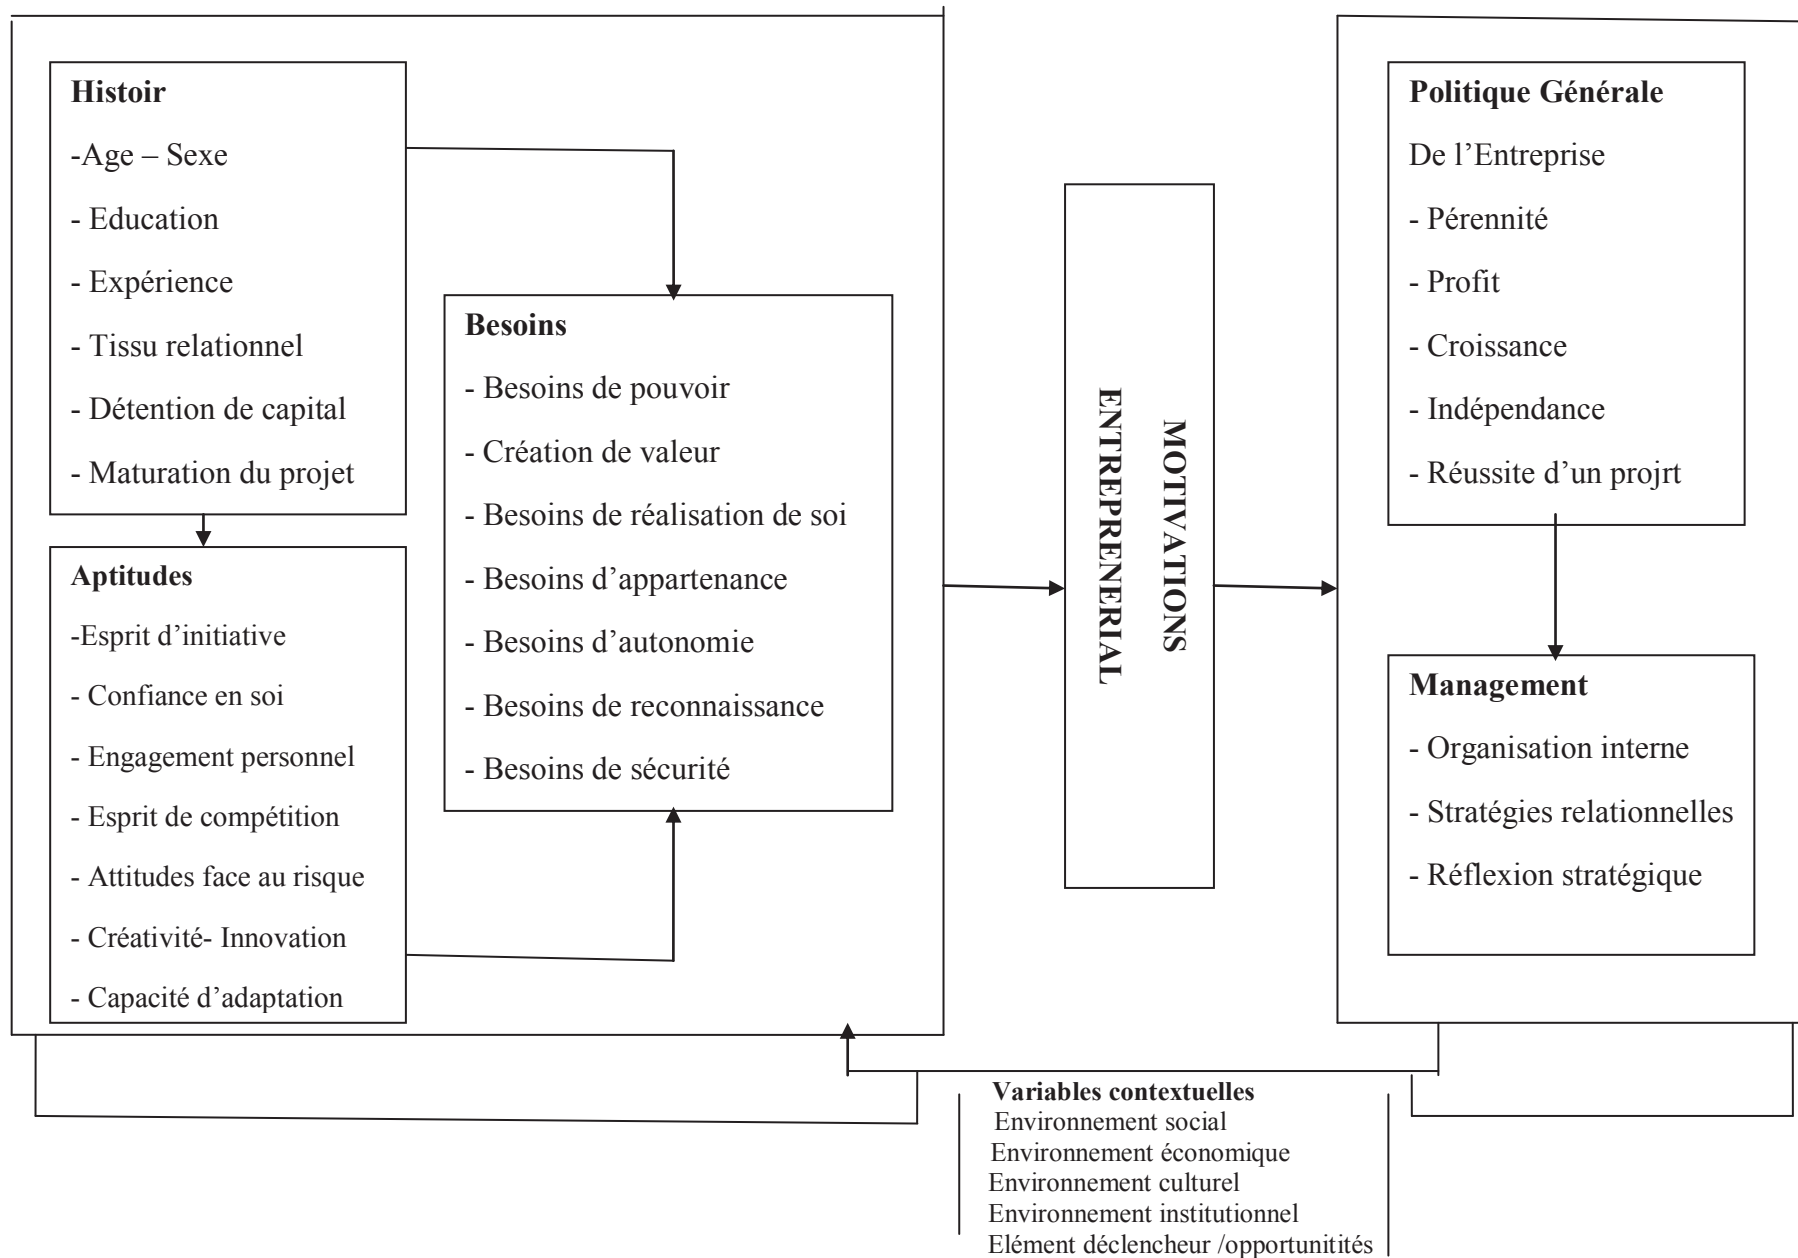 Histoir
-Age – Sexe
- Education
- Expérience
- Tissu relationnel
- Détention de capital
- Maturation du projet
Aptitudes
-Esprit d’initiative
- Confiance en soi
- Engagement personnel
- Esprit de compétition
- Attitudes face au risque
- Créativité- Innovation
- Capacité d’adaptation
Besoins
- Besoins de pouvoir
- Création de valeur
- Besoins de réalisation de soi
- Besoins d’appartenance
- Besoins d’autonomie
- Besoins de reconnaissance
- Besoins de sécurité
MOTIVATIONS
ENTREPRENERIAL
Politique Générale
De l’Entreprise
- Pérennité
- Profit
- Croissance
- Indépendance
- Réussite d’un projrt
Management
- Organisation interne
- Stratégies relationnelles
- Réflexion stratégique
Variables contextuelles
Environnement social
Environnement économique
Environnement culturel
Environnement institutionnel
Elément déclencheur /opportunitités